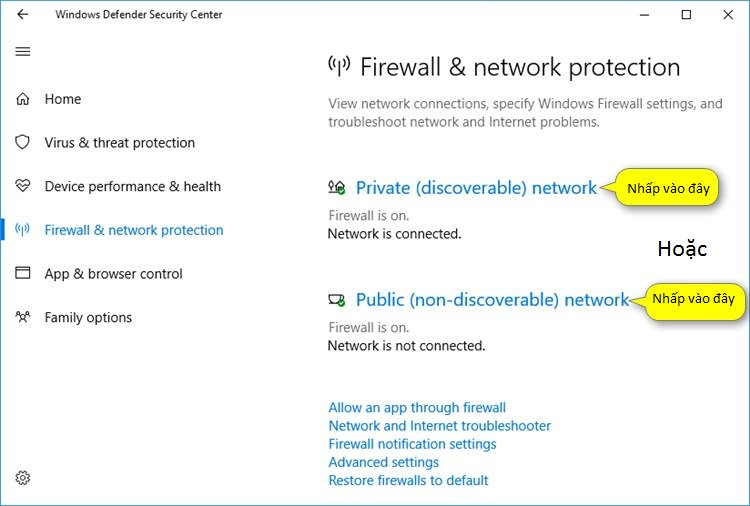 Windows Defender Security Center
Home
Virus & threat protection
Device performance & health
Firewall & network protection
App & browser control
Family options
Firewall & network protection
View network connections, specify Windows Firewall settings, and
troubleshoot network and Internet problems.
Private (discoverable) network
Nhấp vào đây
Firewall is on.
Network is connected.
Hoặc
Public (non-discoverable) network
Nhấp vào đây
Firewall is on.
Network is not connected.
Allow an app through firewall
Network and Internet troubleshooter
Firewall notification settings
Advanced settings
Restore firewalls to default